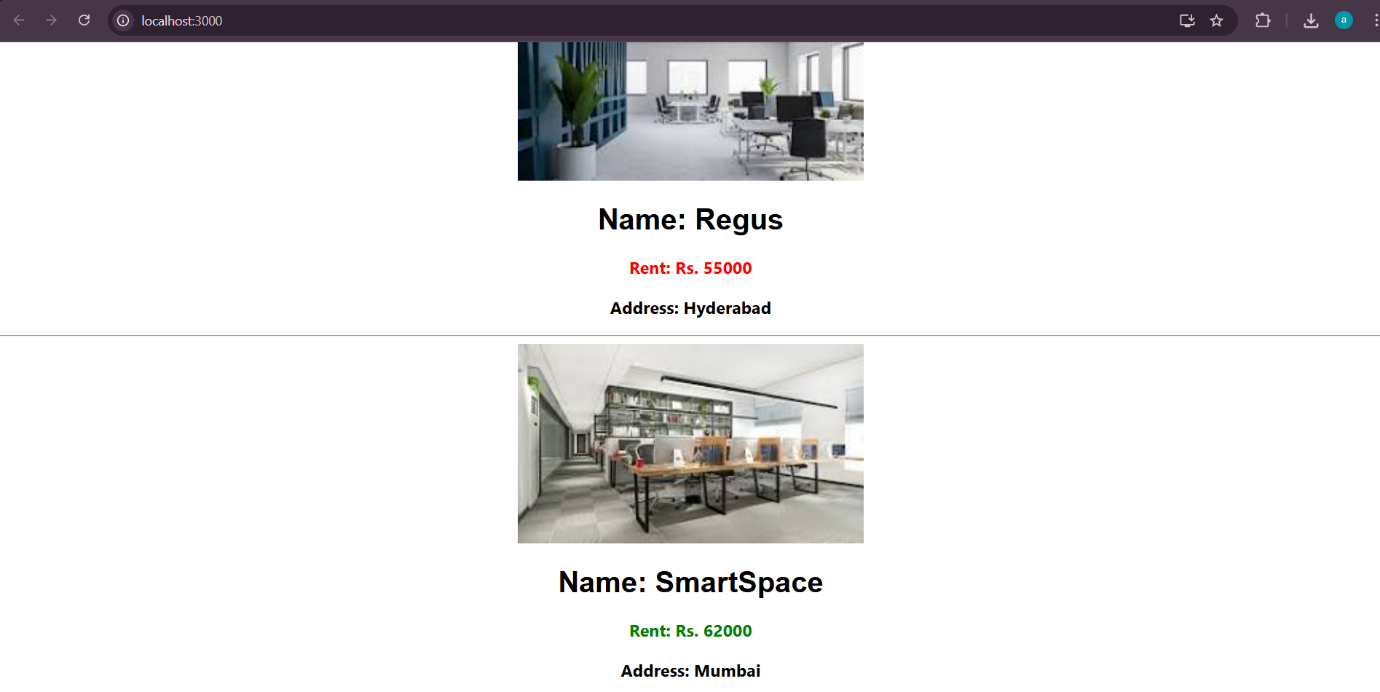 localhost:3000
a
Name: Regus
Rent: Rs. 55000
Address: Hyderabad
Name: SmartSpace
Rent: Rs. 62000
Address: Mumbai